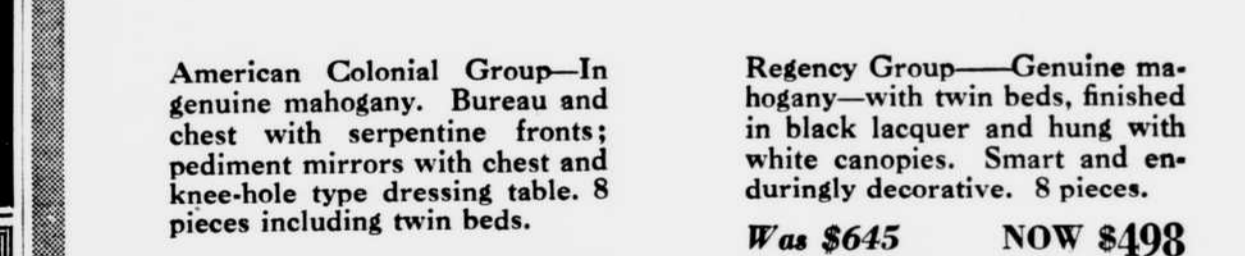 American Colonial Group—In
genuine mahogany. Bureau and
chest with serpentine fronts;
pediment mirrors with chest and
knee-hole type dressing table. 8
pieces including twin beds.
Regency Group——Genuine ma-
hogany—with twin beds, finished
in black lacquer and hung with
white canopies. Smart and en-
duringly decorative. 8 pieces.
Was $645 NOW $498